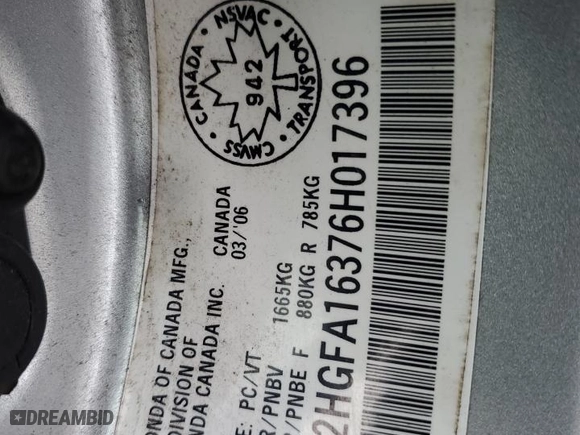 CANADA
NSVAC
TRANSPORT
CMVSS
942
ONDA OF CANADA MFG.,
DIVISION OF
NDA CANADA INC. CANADA
03/'06
E: PC/VT
R/PNBV 1665KG
/PNBE F 880KG R 785KG
2HGFA16376H017396
DREAMBID